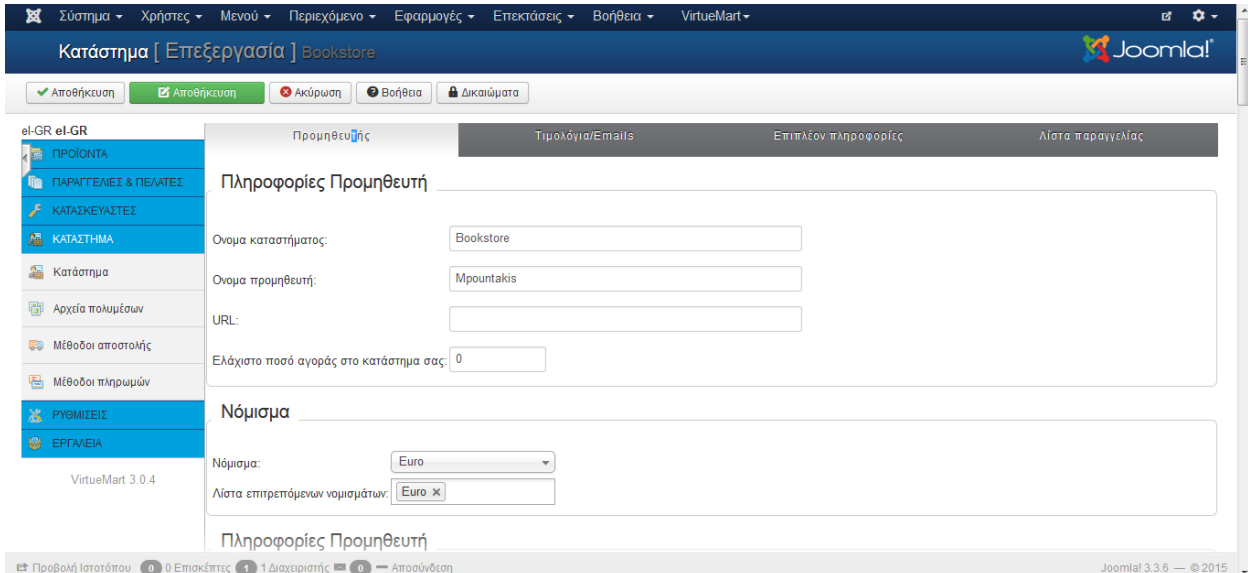 Σύστημα Χρήστες Μενού Περιεχόμενο Εφαρμογές Επεκτάσεις Βοήθεια VirtueMart
Κατάστημα [ Επεξεργασία ] Bookstore
Joomla!
Αποθήκευση Αποθήκευση Ακύρωση Βοήθεια Δικαιώματα
el-GR el-GR
Προμηθευτής Τιμολόγια/Emails Επιπλέον πληροφορίες Λίστα παραγγελίας
ΠΡΟΪΟΝΤΑ
ΠΑΡΑΓΓΕΛΙΕΣ & ΠΕΛΑΤΕΣ
ΚΑΤΑΣΚΕΥΑΣΤΕΣ
ΚΑΤΑΣΤΗΜΑ
Κατάστημα
Αρχεία πολυμέσων
Μέθοδοι αποστολής
Μέθοδοι πληρωμών
ΡΥΘΜΙΣΕΙΣ
ΕΡΓΑΛΕΙΑ
VirtueMart 3.0.4
Πληροφορίες Προμηθευτή
Ονομα καταστήματος: Bookstore
Ονομα προμηθευτή: Mpountakis
URL:
Ελάχιστο ποσό αγοράς στο κατάστημα σας: 0
Νόμισμα
Νόμισμα: Euro
Λίστα επιτρεπόμενων νομισμάτων: Euro
Πληροφορίες Προμηθευτή
Προβολή Ιστοτόπου 0 0 Επισκέπτες 1 1 Διαχειριστής 0 Αποσύνδεση
Joomla! 3.3.6 — © 2015